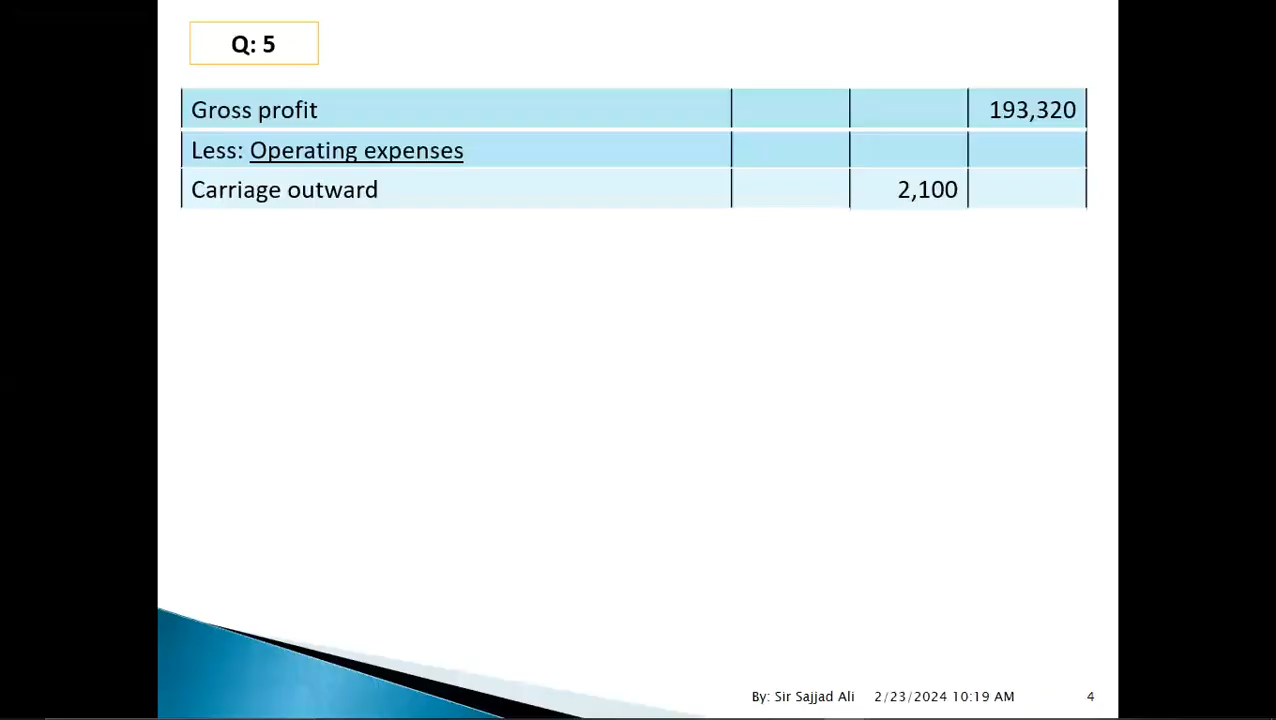 Q: 5
Gross profit 193,320
Less: Operating expenses
Carriage outward 2,100
By: Sir Sajjad Ali 2/23/2024 10:19 AM 4